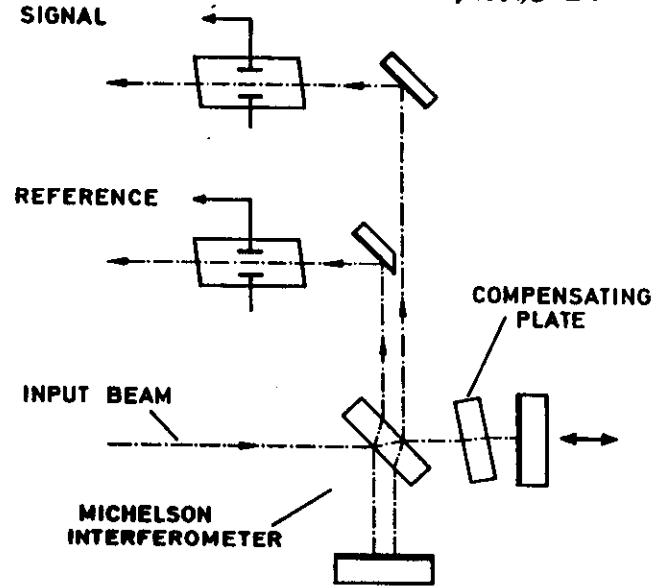 SIGNAL
REFERENCE
COMPENSATING
PLATE
INPUT BEAM
MICHELSON
INTERFEROMETER